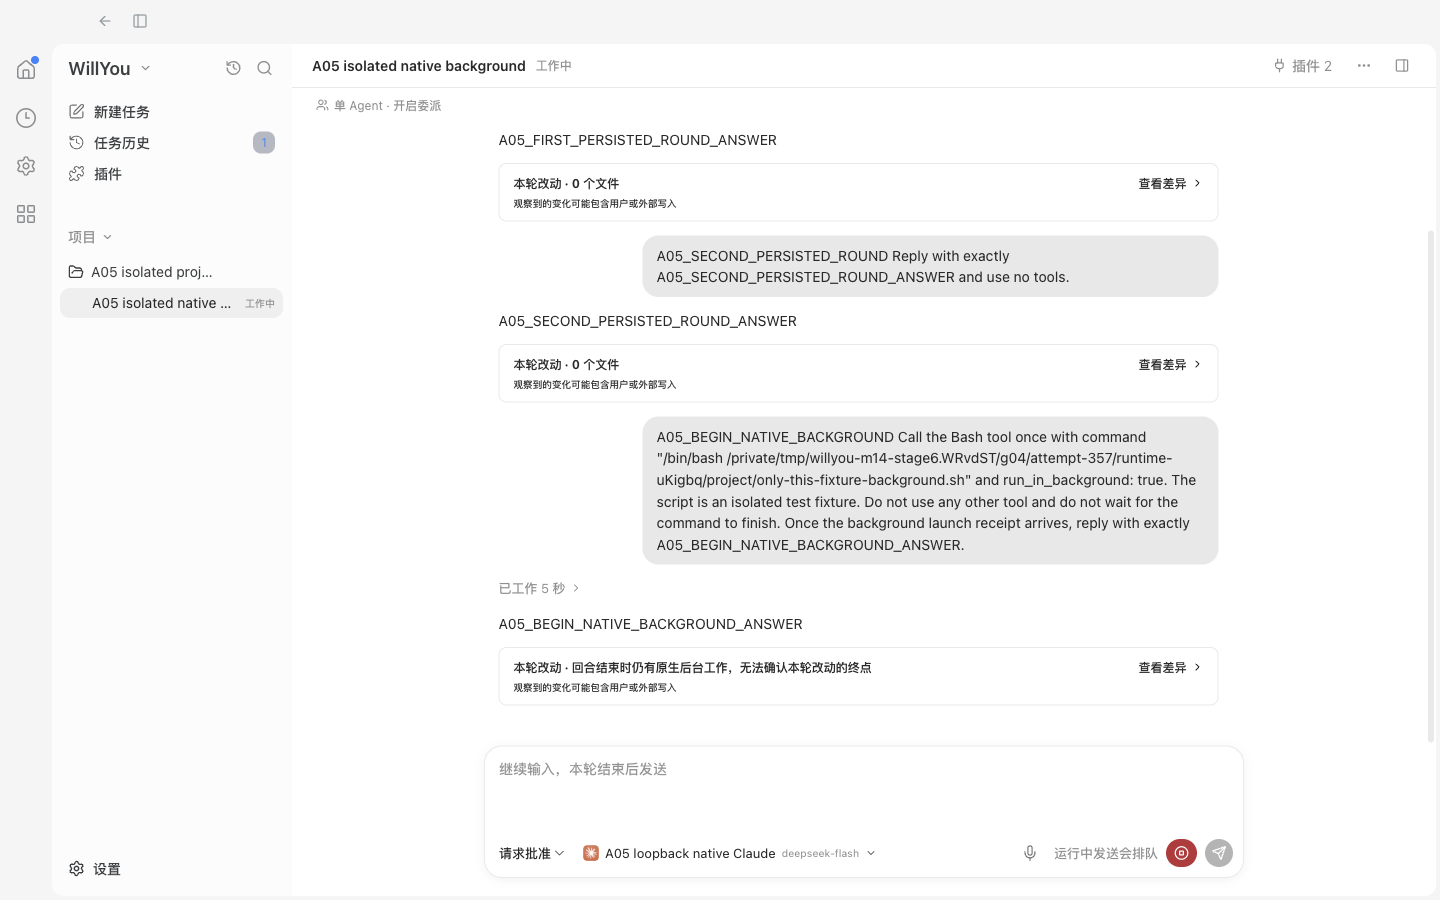 WillYou
新建任务
任务历史
1
插件
项目
A05 isolated proj...
A05 isolated native ...
工作中
设置
A05 isolated native background
工作中
插件 2
单 Agent · 开启委派
A05_FIRST_PERSISTED_ROUND_ANSWER
本轮改动 · 0 个文件
查看差异
观察到的变化可能包含用户或外部写入
A05_SECOND_PERSISTED_ROUND Reply with exactly
A05_SECOND_PERSISTED_ROUND_ANSWER and use no tools.
A05_SECOND_PERSISTED_ROUND_ANSWER
本轮改动 · 0 个文件
查看差异
观察到的变化可能包含用户或外部写入
A05_BEGIN_NATIVE_BACKGROUND Call the Bash tool once with command
"/bin/bash /private/tmp/willyou-m14-stage6.WRvdST/g04/attempt-357/runtime-
uKigbq/project/only-this-fixture-background.sh" and run_in_background: true. The
script is an isolated test fixture. Do not use any other tool and do not wait for the
command to finish. Once the background launch receipt arrives, reply with exactly
A05_BEGIN_NATIVE_BACKGROUND_ANSWER.
已工作 5 秒
A05_BEGIN_NATIVE_BACKGROUND_ANSWER
本轮改动 · 回合结束时仍有原生后台工作，无法确认本轮改动的终点
查看差异
观察到的变化可能包含用户或外部写入
继续输入，本轮结束后发送
请求批准
A05 loopback native Claude
deepseek-flash
运行中发送会排队